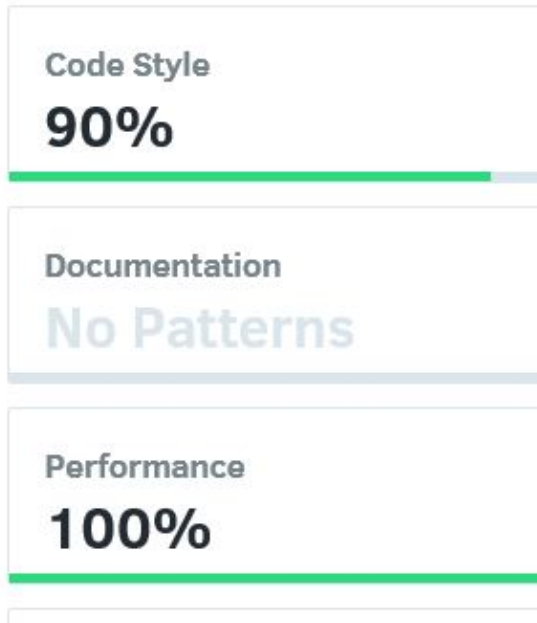 Code Style
90%
Documentation
No Patterns
Performance
100%